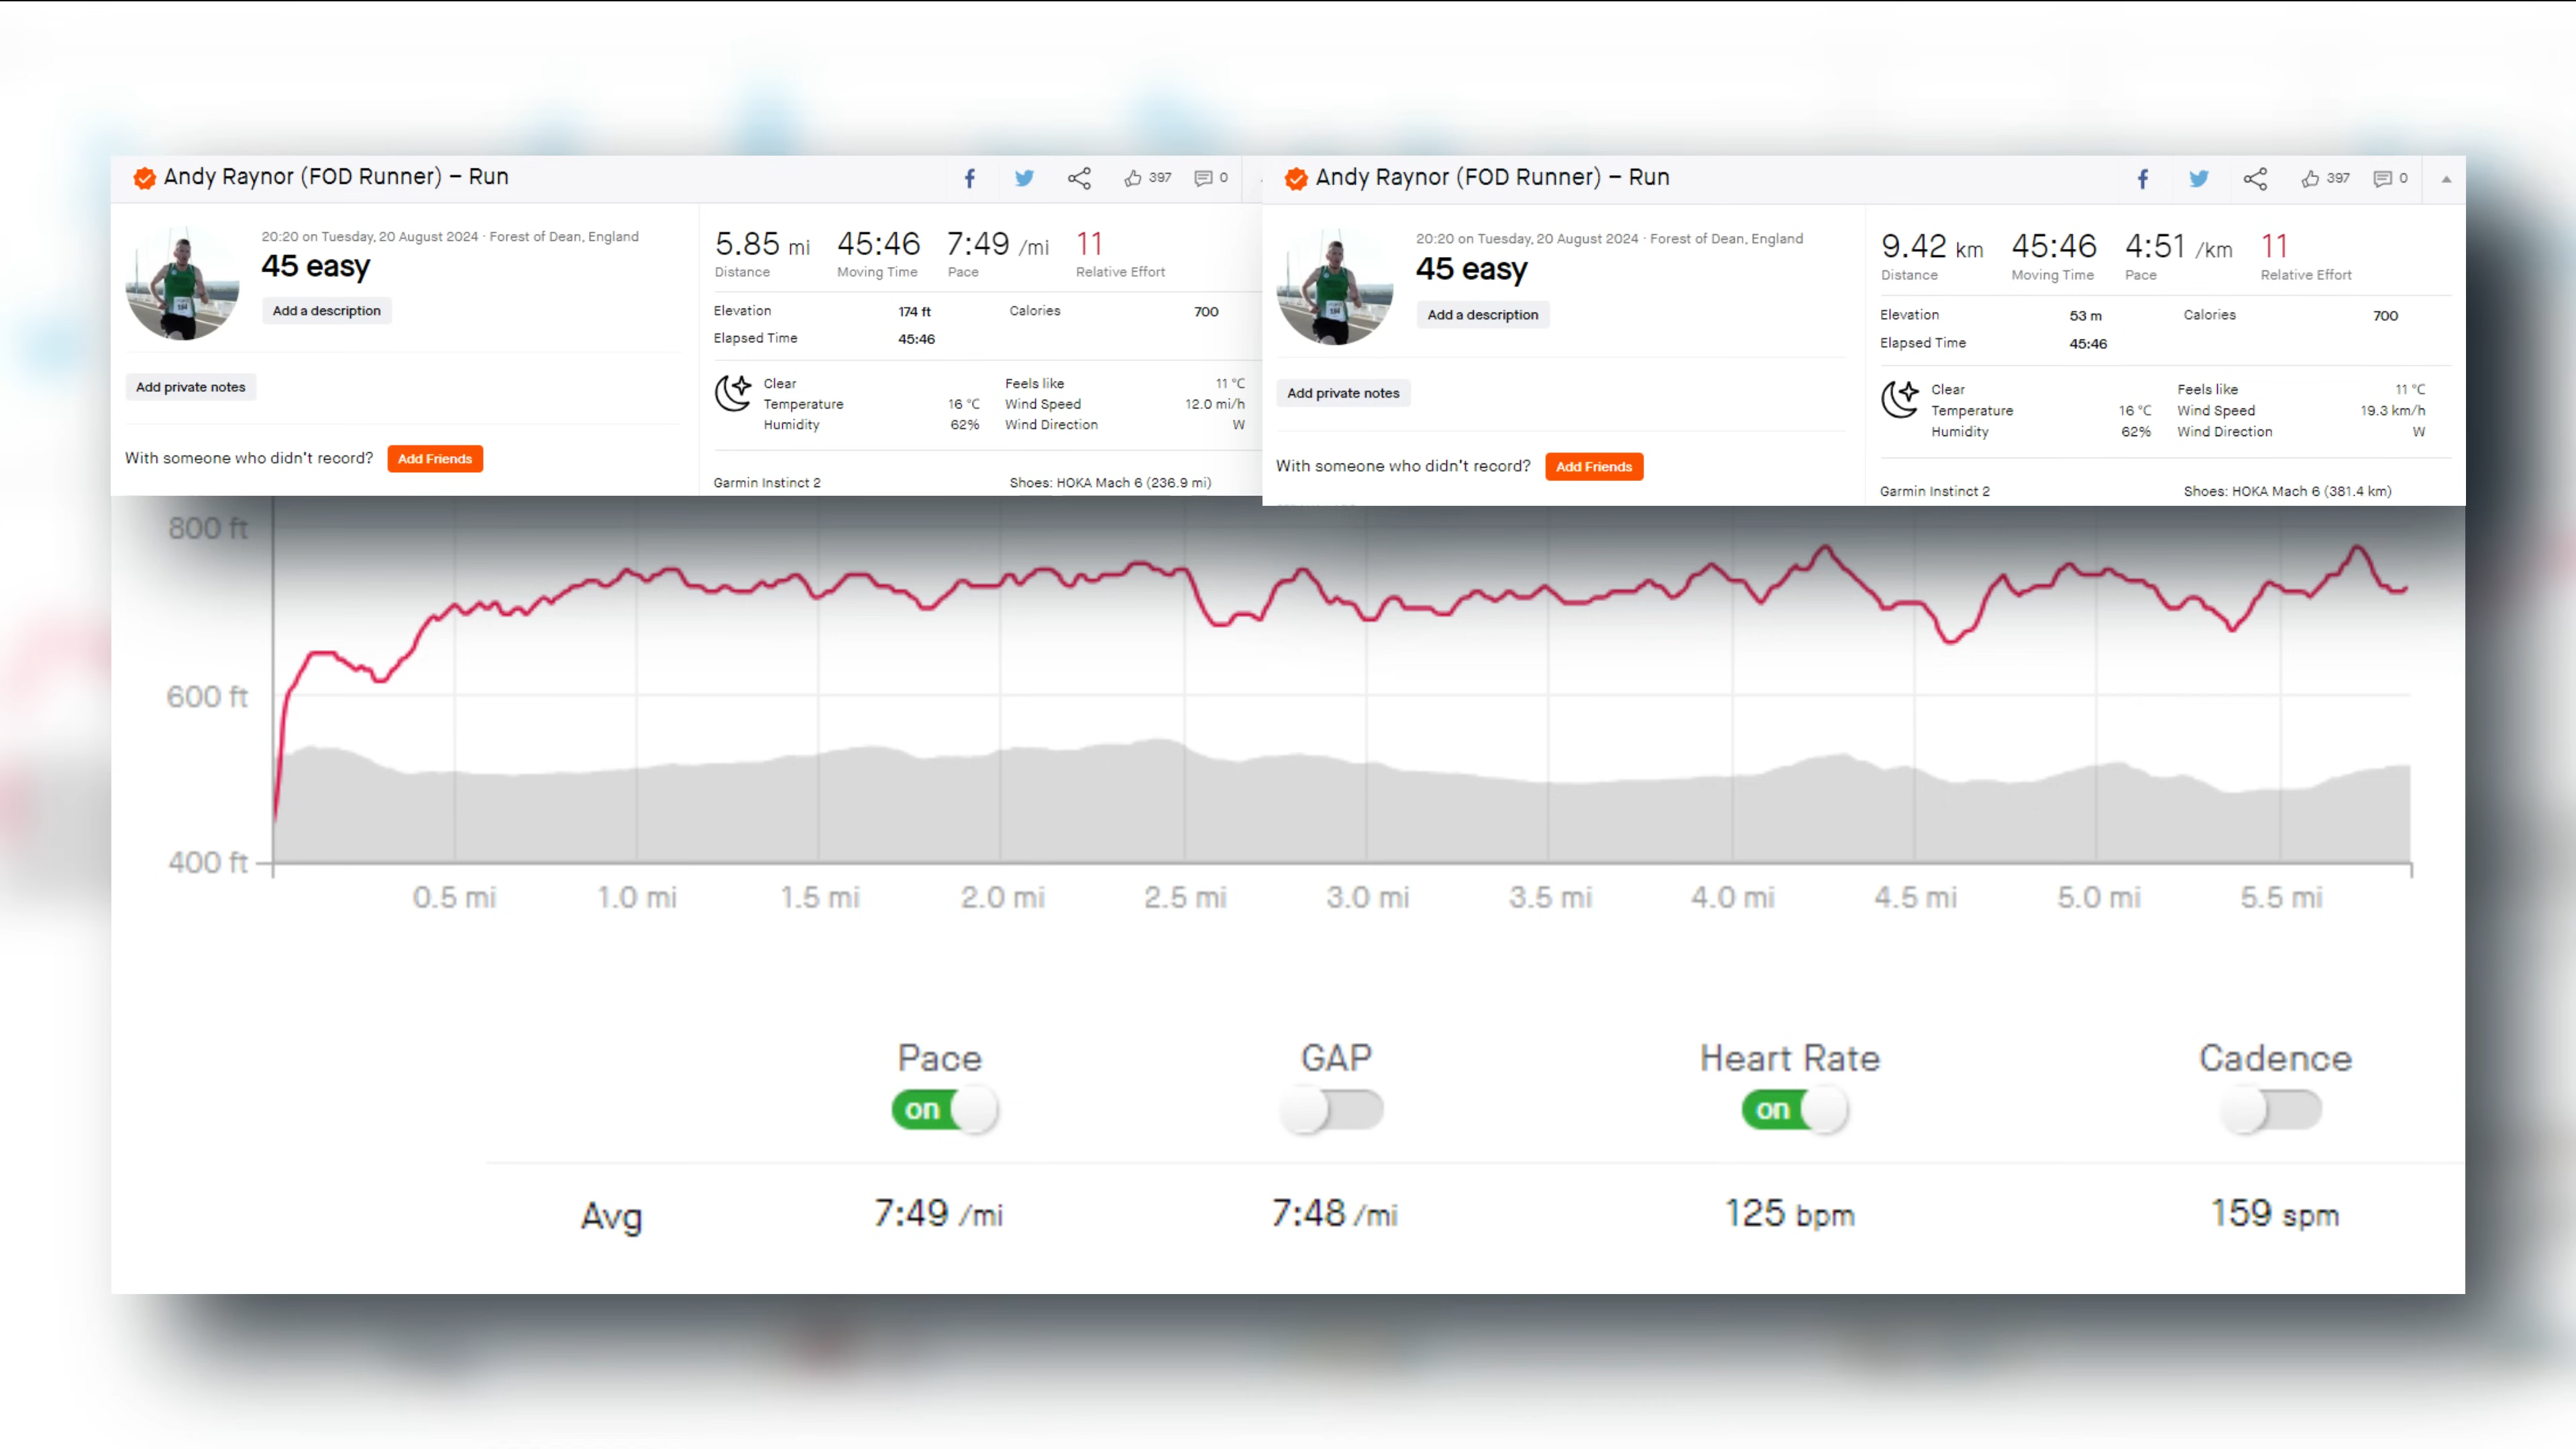 Andy Raynor (FOD Runner) – Run
397
0
20:20 on Tuesday, 20 August 2024 · Forest of Dean, England
45 easy
Add a description
Add private notes
With someone who didn't record? Add Friends
5.85 mi 45:46 7:49 /mi 11
Distance Moving Time Pace Relative Effort
Elevation 174 ft Calories 700
Elapsed Time 45:46
Clear Feels like 11 °C
Temperature 16 °C Wind Speed 12.0 mi/h
Humidity 62% Wind Direction W
Garmin Instinct 2 Shoes: HOKA Mach 6 (236.9 mi)
Andy Raynor (FOD Runner) – Run
397
0
20:20 on Tuesday, 20 August 2024 · Forest of Dean, England
45 easy
Add a description
Add private notes
With someone who didn't record? Add Friends
9.42 km 45:46 4:51 /km 11
Distance Moving Time Pace Relative Effort
Elevation 53 m Calories 700
Elapsed Time 45:46
Clear Feels like 11 °C
Temperature 16 °C Wind Speed 19.3 km/h
Humidity 62% Wind Direction W
Garmin Instinct 2 Shoes: HOKA Mach 6 (381.4 km)
800 ft
600 ft
400 ft
0.5 mi 1.0 mi 1.5 mi 2.0 mi 2.5 mi 3.0 mi 3.5 mi 4.0 mi 4.5 mi 5.0 mi 5.5 mi
Pace GAP Heart Rate Cadence
on on
Avg 7:49 /mi 7:48 /mi 125 bpm 159 spm